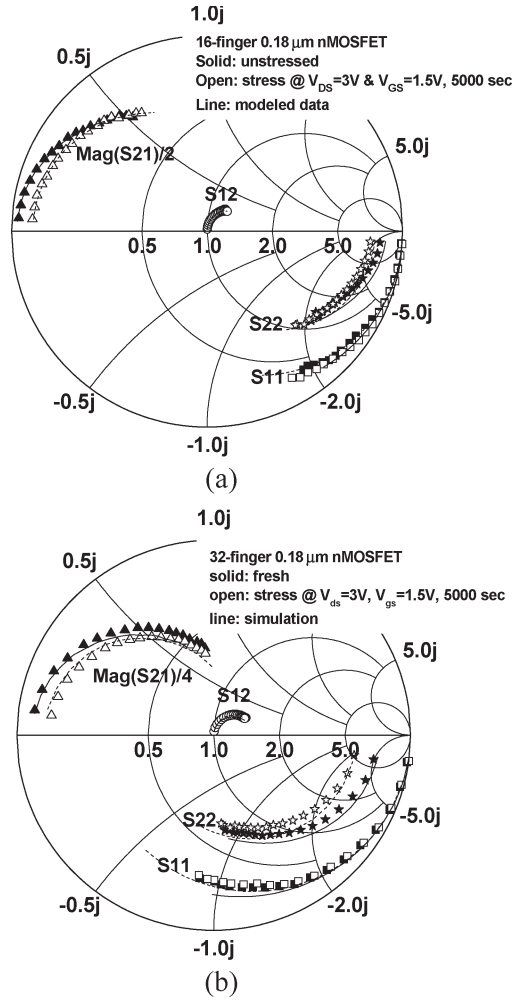 1.0j
16-finger 0.18 μm nMOSFET
Solid: unstressed
Open: stress @ VDS=3V & VGS=1.5V, 5000 sec
Line: modeled data
0.5j
5.0j
Mag(S21)/2
S12
0.5 1.0 2.0 5.0
S22
-5.0j
S11
-0.5j
-2.0j
-1.0j
(a)
1.0j
32-finger 0.18 μm nMOSFET
solid: fresh
open: stress @ Vds=3V, Vgs=1.5V, 5000 sec
line: simulation
0.5j
5.0j
Mag(S21)/4
S12
0.5 1.0 2.0 5.0
S22
-5.0j
S11
-0.5j
-2.0j
-1.0j
(b)